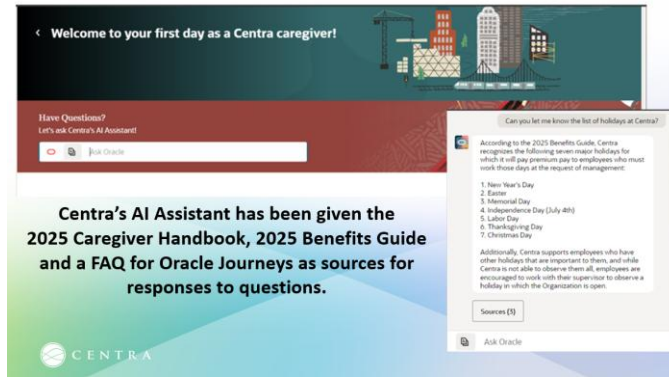 ‹ Welcome to your first day as a Centra caregiver!
Have Questions?
Let's ask Centra's AI Assistant!
Ask Oracle
Can you let me know the list of holidays at Centra?
According to the 2025 Benefits Guide, Centra
recognizes the following seven major holidays for
which it will pay premium pay to employees who must
work those days at the request of management:
1. New Year's Day
2. Easter
3. Memorial Day
4. Independence Day (July 4th)
5. Labor Day
6. Thanksgiving Day
7. Christmas Day
Additionally, Centra supports employees who have
other holidays that are important to them, and while
Centra is not able to observe them all, employees are
encouraged to work with their supervisor to observe a
holiday in which the Organization is open.
Sources (3)
Ask Oracle
Centra's AI Assistant has been given the
2025 Caregiver Handbook, 2025 Benefits Guide
and a FAQ for Oracle Journeys as sources for
responses to questions.
CENTRA